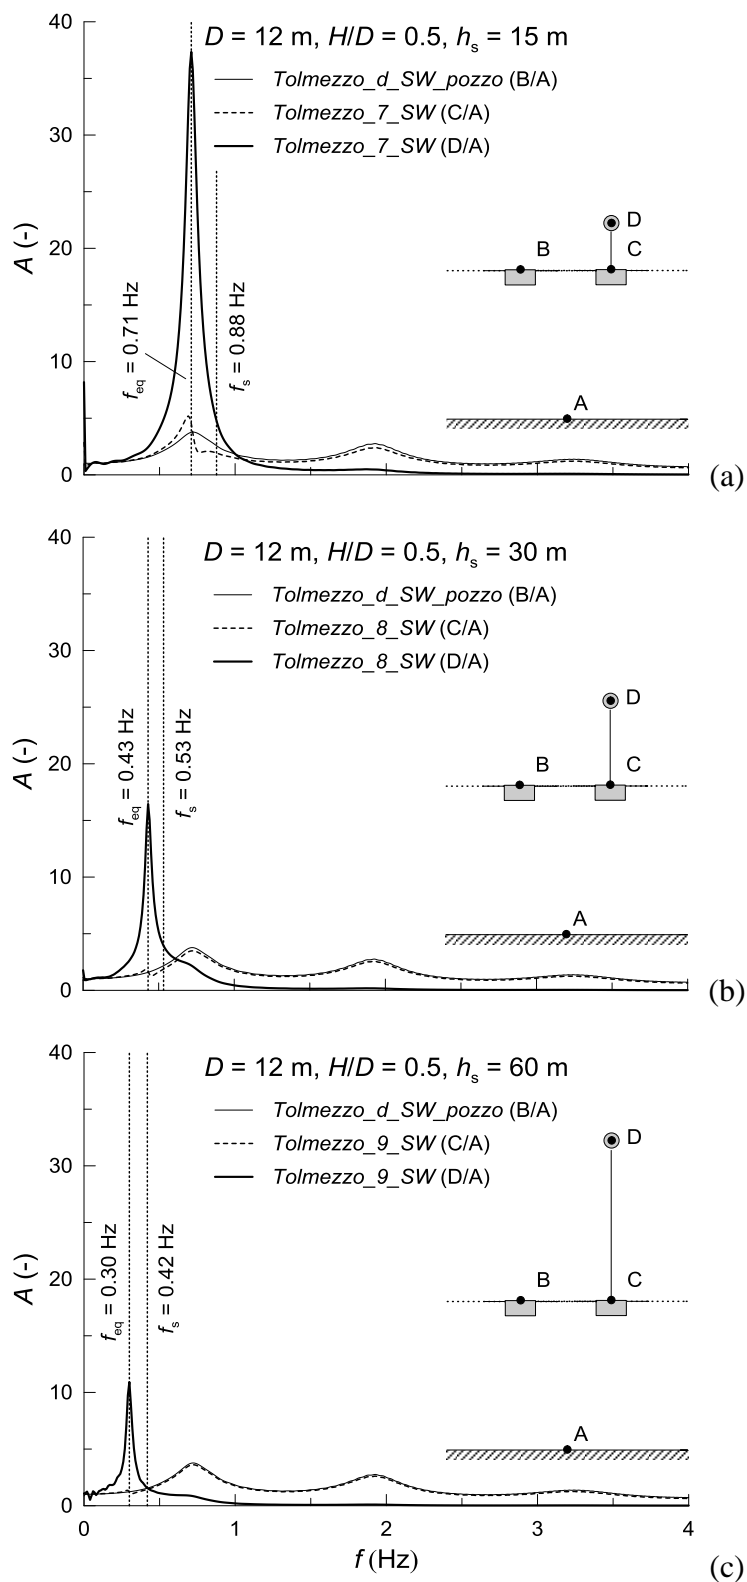 D = 12 m, H/D = 0.5, hs = 15 m
Tolmezzo_d_SW_pozzo (B/A)
Tolmezzo_7_SW (C/A)
Tolmezzo_7_SW (D/A)
A (-)
40
30
20
10
0
feq = 0.71 Hz
fs = 0.88 Hz
D
B
C
A
(a)
D = 12 m, H/D = 0.5, hs = 30 m
Tolmezzo_d_SW_pozzo (B/A)
Tolmezzo_8_SW (C/A)
Tolmezzo_8_SW (D/A)
A (-)
40
30
20
10
0
feq = 0.43 Hz
fs = 0.53 Hz
D
B
C
A
(b)
D = 12 m, H/D = 0.5, hs = 60 m
Tolmezzo_d_SW_pozzo (B/A)
Tolmezzo_9_SW (C/A)
Tolmezzo_9_SW (D/A)
A (-)
40
30
20
10
0
feq = 0.30 Hz
fs = 0.42 Hz
D
B
C
A
0 1 2 3 4
f (Hz)
(c)